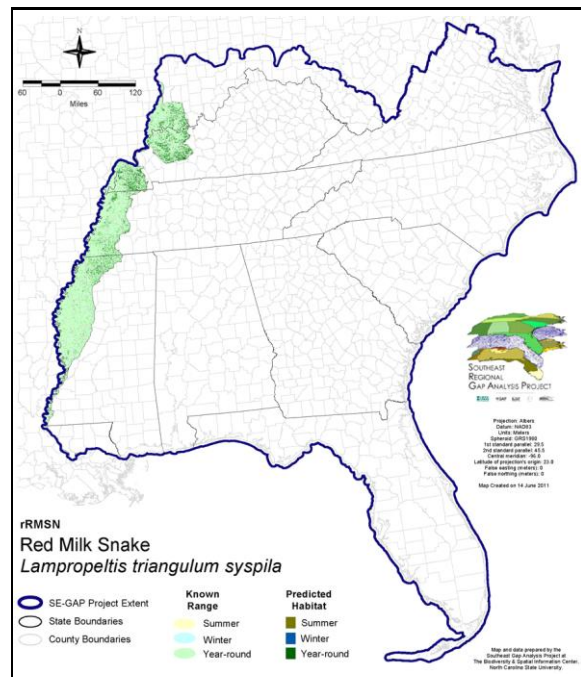 N
60 0 60 120
Miles
SOUTHEAST
REGIONAL
GAP ANALYSIS PROJECT
Projection: Albers
Datum: NAD83
Units: Meters
Spheroid: GRS1980
1st standard parallel: 29.5
2nd standard parallel: 45.5
Central meridian: -96.0
Latitude of projection's origin: 23.0
False easting (meters): 0
False northing (meters): 0
Map Created on 14 June 2011
rRMSN
Red Milk Snake
Lampropeltis triangulum syspila
SE-GAP Project Extent
State Boundaries
County Boundaries
Known
Range
Summer
Winter
Year-round
Predicted
Habitat
Summer
Winter
Year-round
Map and data prepared by the
Southeast Gap Analysis Project at
The Biodiversity & Spatial Information Center,
North Carolina State University.